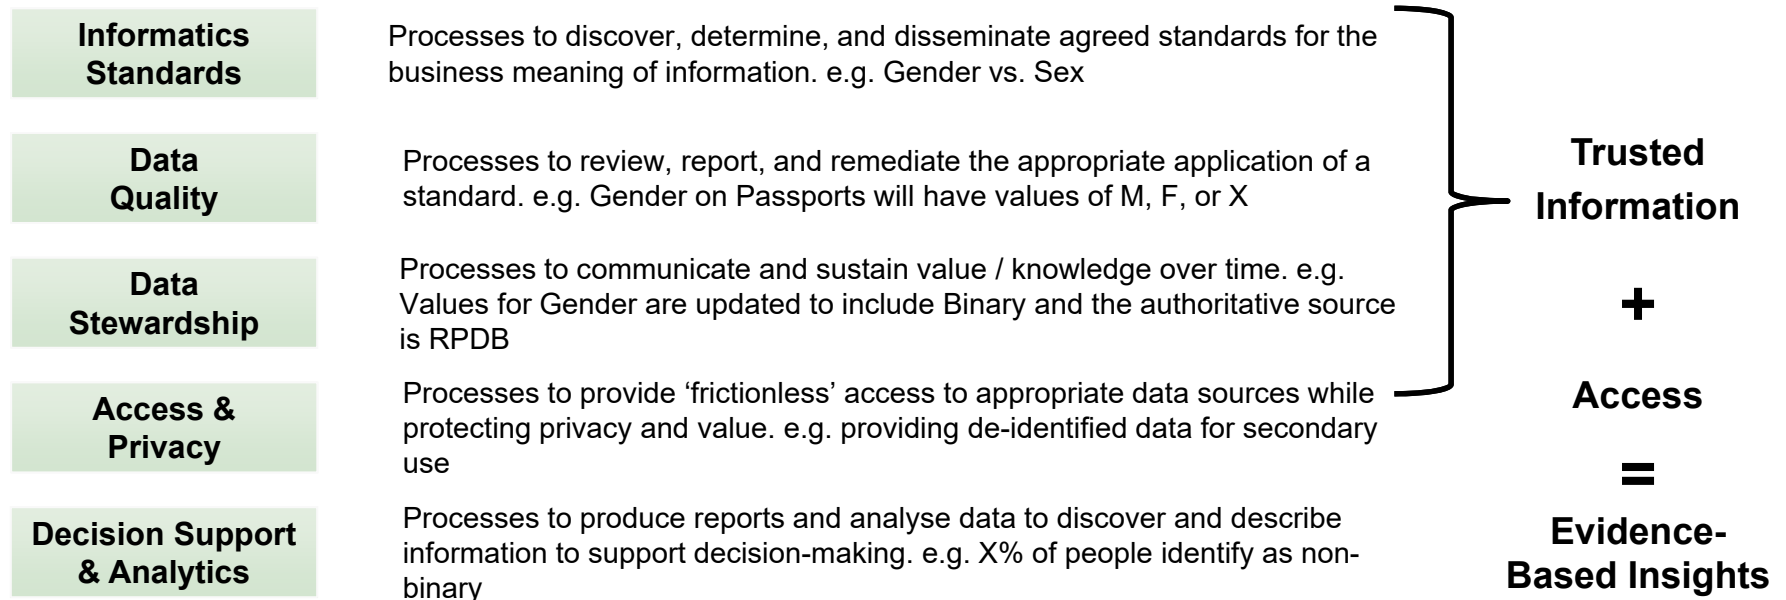 Informatics
Standards
Processes to discover, determine, and disseminate agreed standards for the
business meaning of information. e.g. Gender vs. Sex
Data
Quality
Processes to review, report, and remediate the appropriate application of a
standard. e.g. Gender on Passports will have values of M, F, or X
Data
Stewardship
Processes to communicate and sustain value / knowledge over time. e.g.
Values for Gender are updated to include Binary and the authoritative source
is RPDB
Access &
Privacy
Processes to provide ‘frictionless’ access to appropriate data sources while
protecting privacy and value. e.g. providing de-identified data for secondary
use
Decision Support
& Analytics
Processes to produce reports and analyse data to discover and describe
information to support decision-making. e.g. X% of people identify as non-
binary
Trusted
Information
+
Access
=
Evidence-
Based Insights